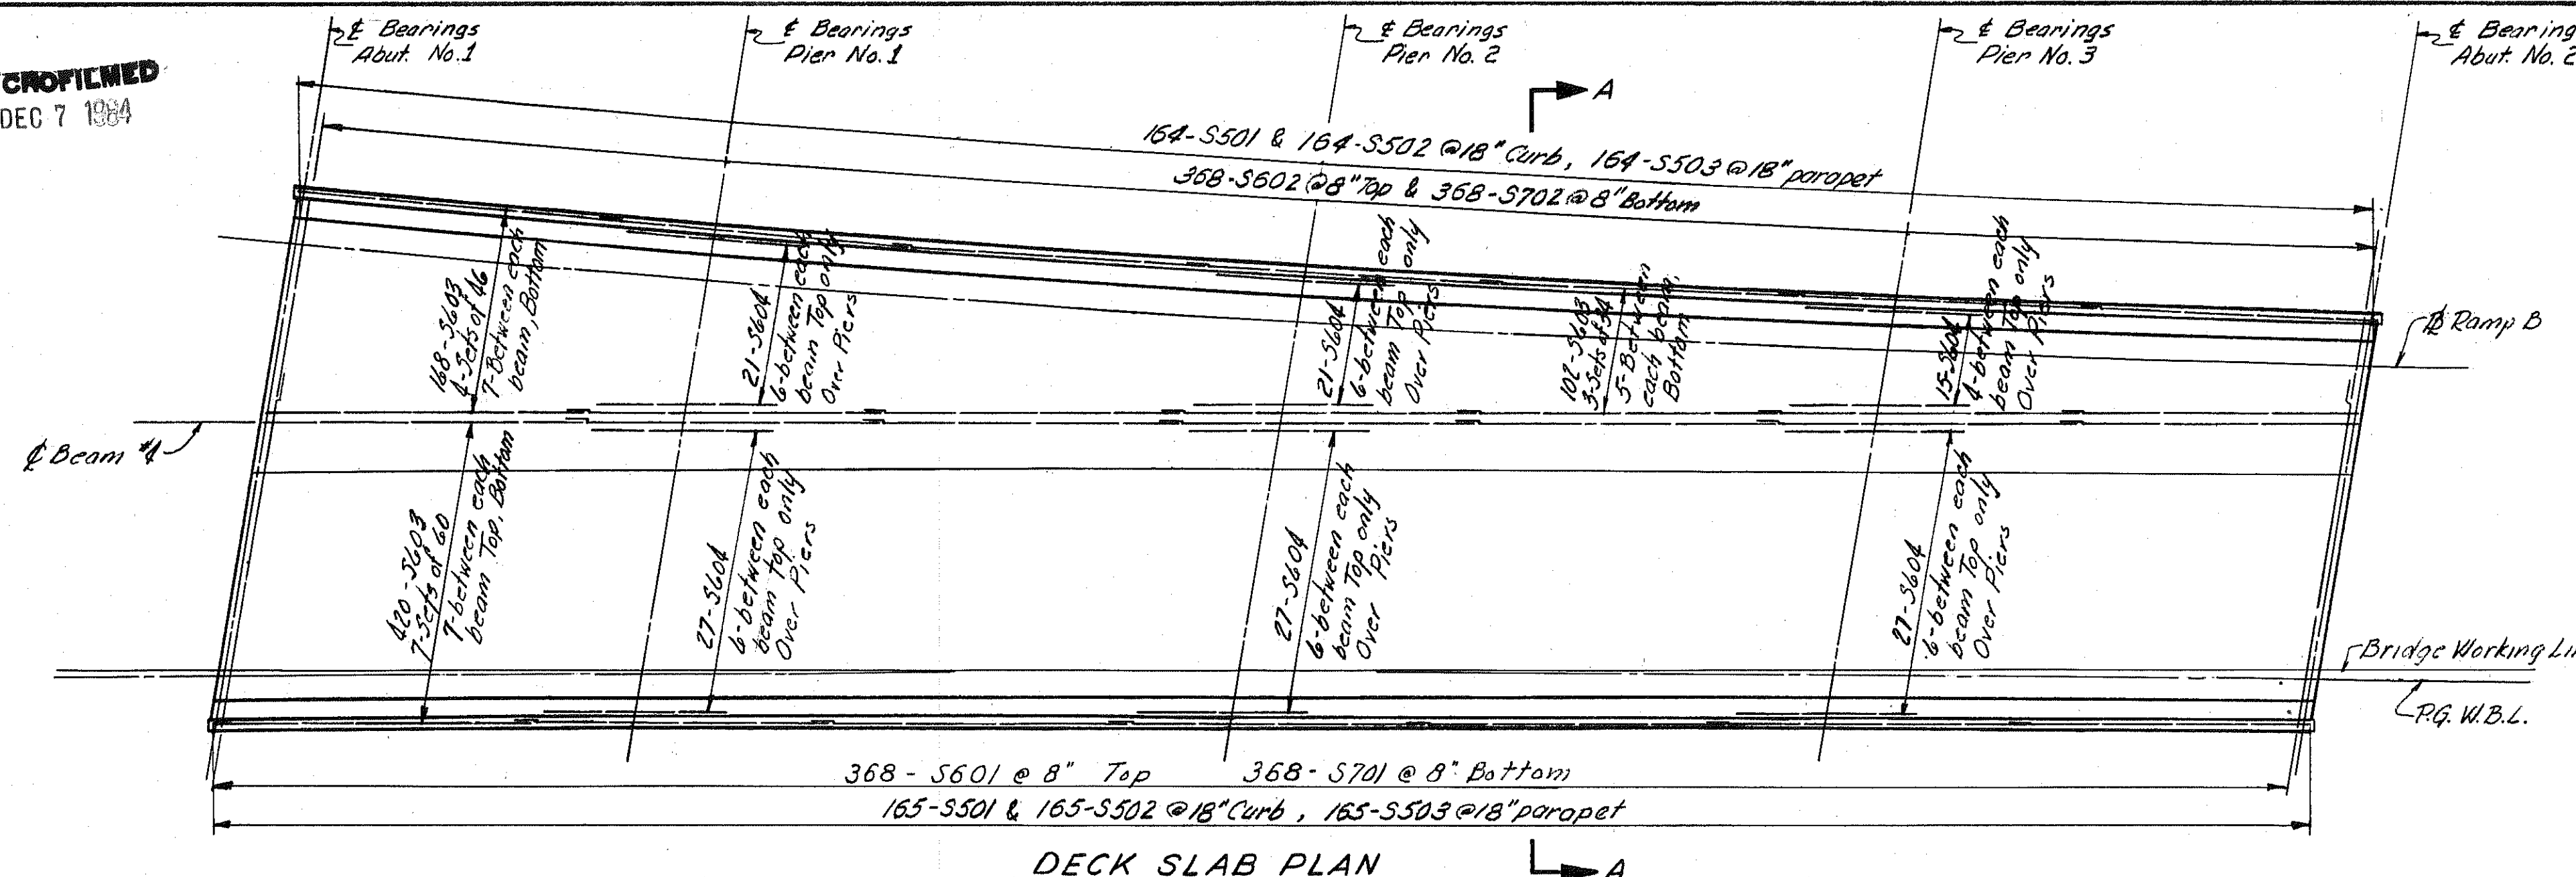 ℄ Bearings
Abut. No.1
℄ Bearings
Pier No.1
℄ Bearings
Pier No. 2
℄ Bearings
Pier No. 3
℄ Bearing
Abut. No. 2
CROFILMED
DEC 7 1984
A
164-S501 & 164-S502 @18" Curb, 164-S503 @18" parapet
368-S602 @8" Top & 368-S702 @8" Bottom
168-S603
4-Sets of 46
7-Between each
beam, Bottom
21-S604
6-between each
beam Top only
Over Piers
21-S604
6-between each
beam Top only
Over Piers
102-S603
3-Sets of 34
5-Between
each beam,
Bottom
15-S604
4-between each
beam Top only
Over Piers
Ramp B
℄ Beam #4
420-S603
7-Sets of 60
7-between each
beam Top, Bottom
27-S604
6-between each
beam top only
Over Piers
27-S604
6-between each
beam Top only
Over Piers
27-S604
6-between each
beam Top only
Over Piers
Bridge Working Li
P.G. W.B.L.
368 - S601 @ 8" Top 368 - S701 @ 8" Bottom
165-S501 & 165-S502 @18" Curb, 165-S503 @18" parapet
DECK SLAB PLAN
A